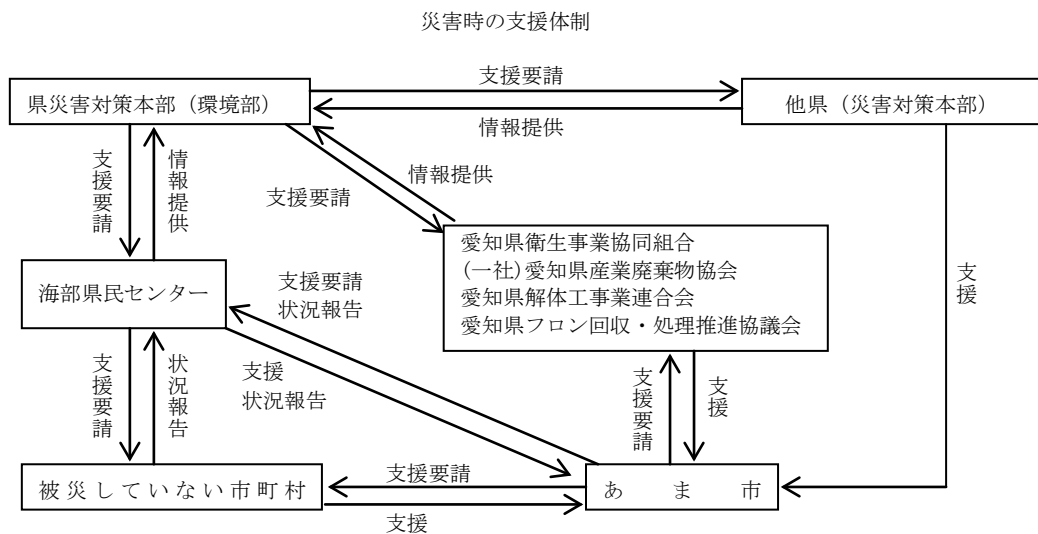 災害時の支援体制
支援要請
県災害対策本部（環境部）
他県（災害対策本部）
情報提供
支援要請
情報提供
支援要請
情報提供
愛知県衛生事業協同組合
(一社)愛知県産業廃棄物協会
愛知県解体工事業連合会
愛知県フロン回収・処理推進協議会
支援
海部県民センター
支援要請
状況報告
支援
状況報告
支援要請
状況報告
支援要請
支援
被災していない市町村
支援要請
あま市
支援